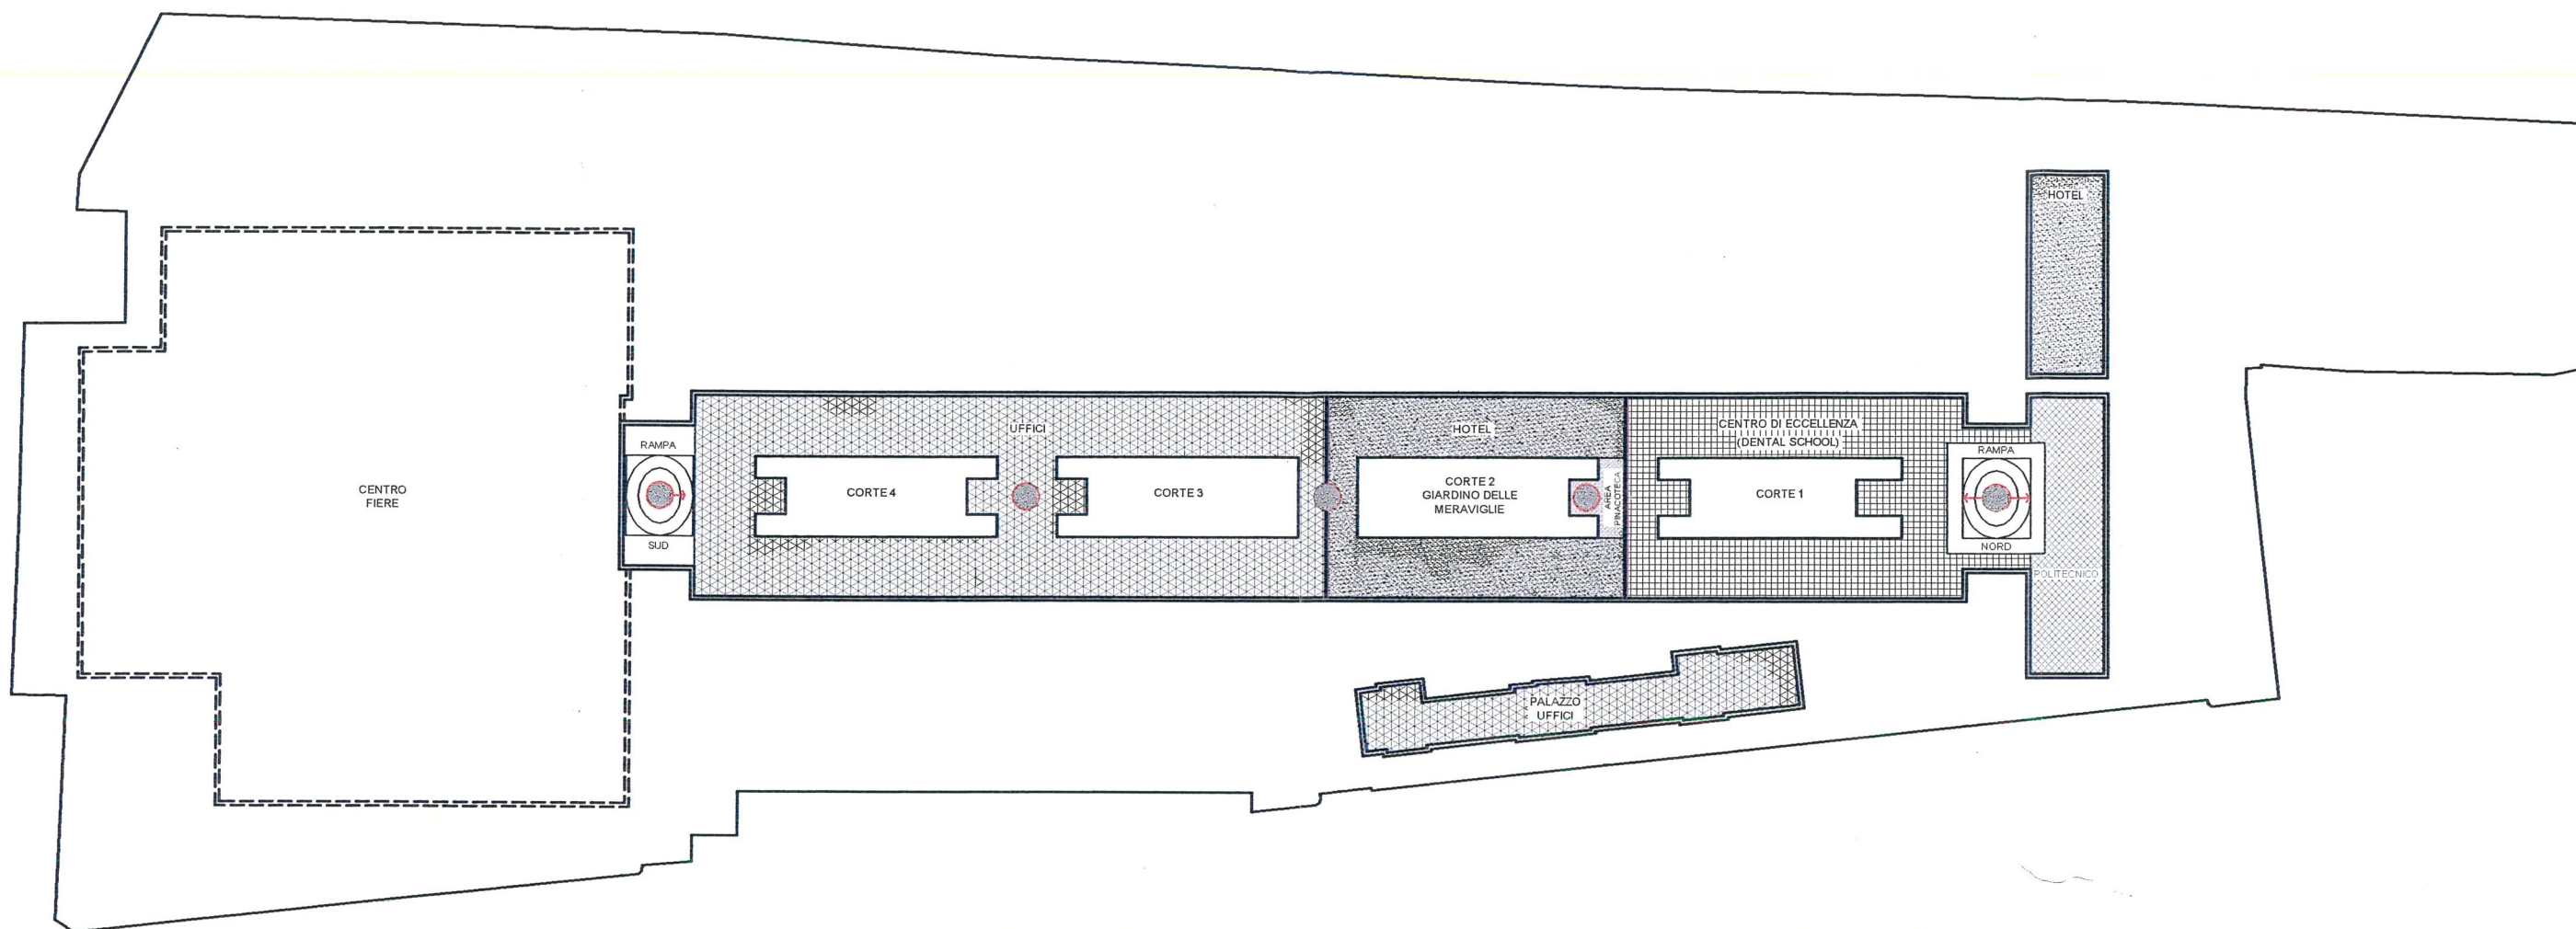 HOTEL
CENTRO
FIERE
RAMPA
SUD
UFFICI
CORTE 4
CORTE 3
HOTEL
CORTE 2
GIARDINO DELLE
MERAVIGLIE
AREA
PINACOTECA
CENTRO DI ECCELLENZA
(DENTAL SCHOOL)
CORTE 1
RAMPA
NORD
POLITECNICO
PALAZZO
UFFICI